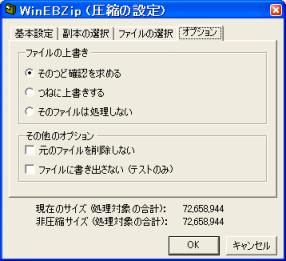 WinEBZip (圧縮の設定)
基本設定 副本の選択 ファイルの選択 オプション
ファイルの上書き
そのつど確認を求める
つねに上書きする
そのファイルは処理しない
その他のオプション
元のファイルを削除しない
ファイルに書き出さない (テストのみ)
現在のサイズ (処理対象の合計): 72,658,944
非圧縮サイズ (処理対象の合計): 72,658,944
OK キャンセル